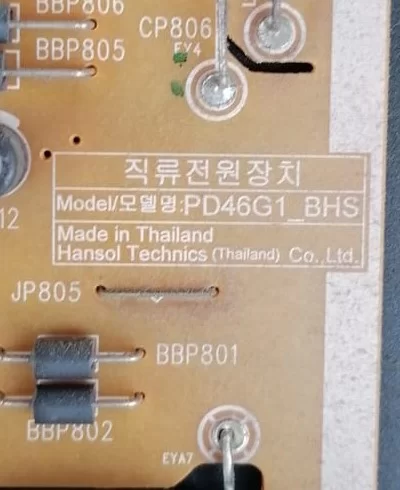 BBP806
CP806
EY4
BBP805
직류전원장치
Model/모델명:PD46G1_BHS
Made in Thailand
Hansol Technics (Thailand) Co., Ltd.
12
JP805
BBP801
BBP802
EYA7